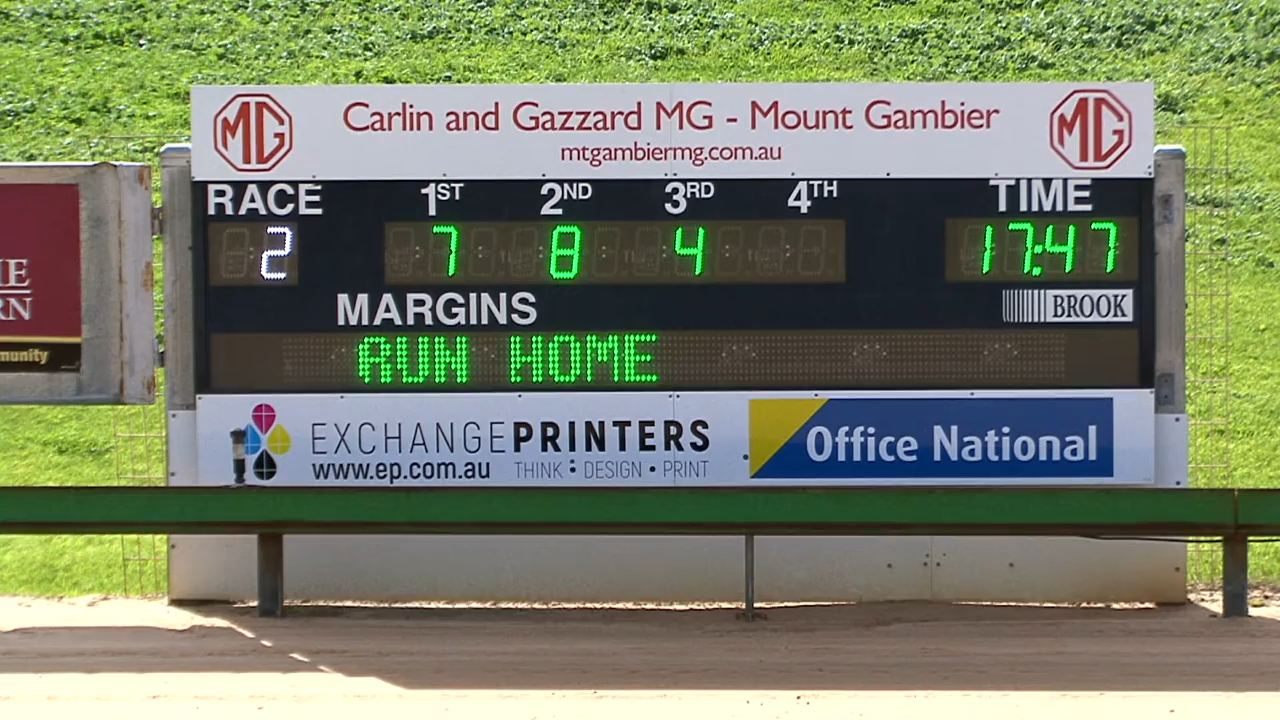 MG Carlin and Gazzard MG - Mount Gambier MG
mtgambiermg.com.au
RACE 1ST 2ND 3RD 4TH TIME
2 7 8 4 17:47
MARGINS BROOK
RUN HOME
EXCHANGEPRINTERS
www.ep.com.au THINK : DESIGN • PRINT
Office National
munity